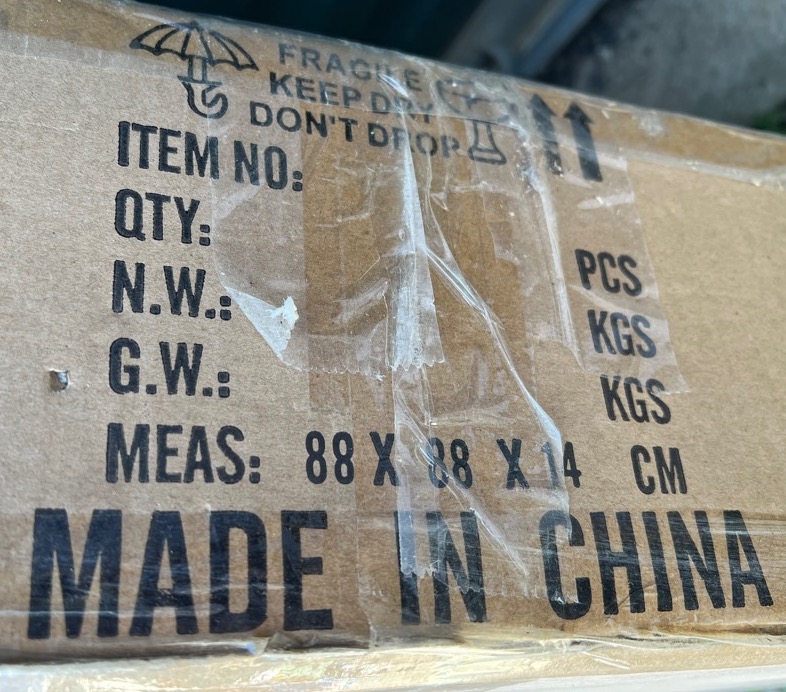 FRAGILE
KEEP DRY
DON'T DROP
ITEM NO:
QTY: PCS
N.W.: KGS
G.W.: KGS
MEAS: 88 X 88 X 14 CM
MADE IN CHINA